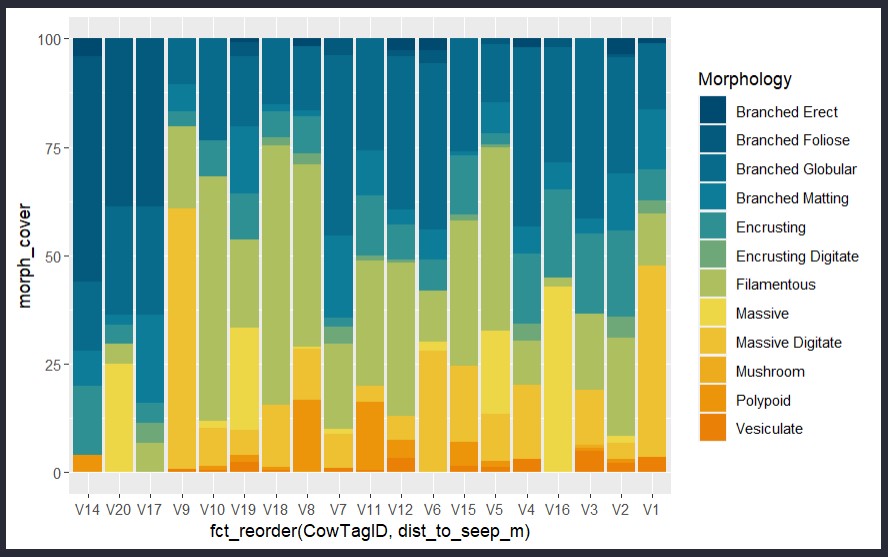 100
75
50
25
0
morph_cover
V14 V20 V17 V9 V10 V19 V18 V8 V7 V11 V12 V6 V15 V5 V4 V16 V3 V2 V1
fct_reorder(CowTagID, dist_to_seep_m)
Morphology
Branched Erect
Branched Foliose
Branched Globular
Branched Matting
Encrusting
Encrusting Digitate
Filamentous
Massive
Massive Digitate
Mushroom
Polypoid
Vesiculate